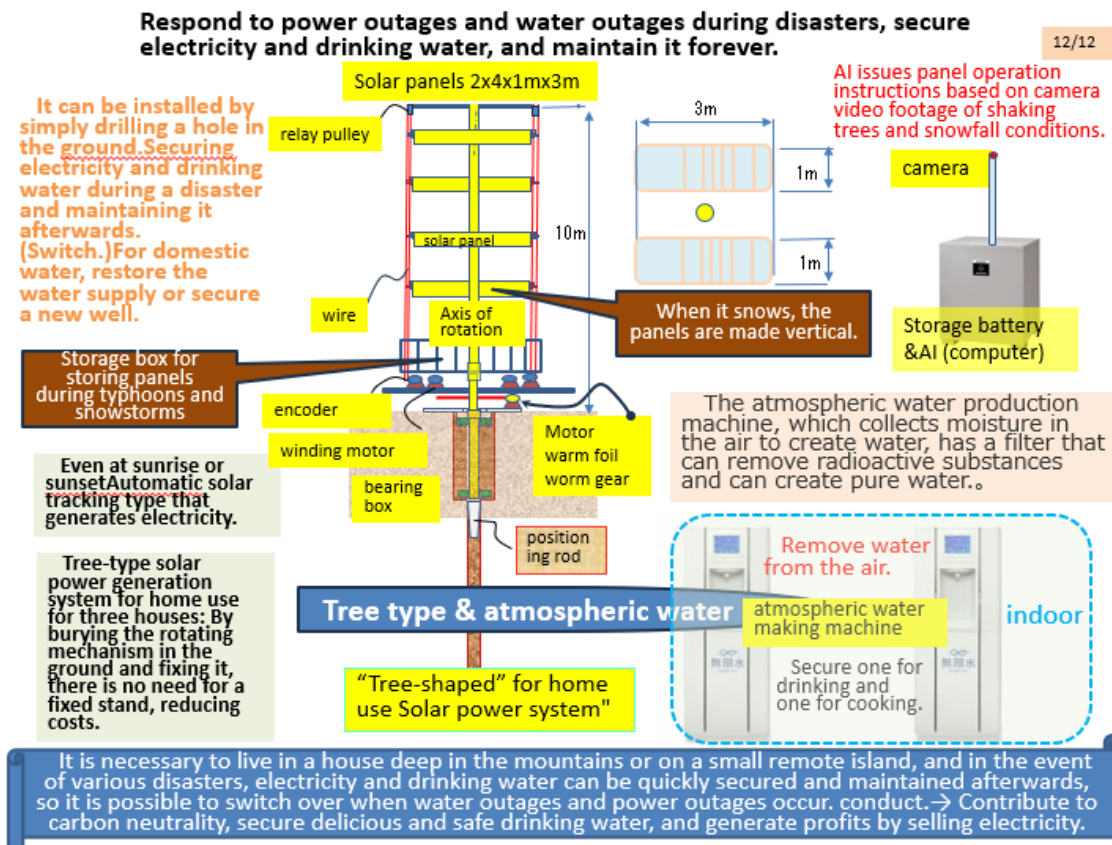 Respond to power outages and water outages during disasters, secure
electricity and drinking water, and maintain it forever.
12/12
It can be installed by
simply drilling a hole in
the ground.Securing
electricity and drinking
water during a disaster
and maintaining it
afterwards.
(Switch.)For domestic
water, restore the
water supply or secure
a new well.
Solar panels 2x4x1mx3m
relay pulley
solar panel
wire
Axis of
rotation
10m
3m
1m
1m
AI issues panel operation
instructions based on camera
video footage of shaking
trees and snowfall conditions.
camera
Storage battery
&AI (computer)
When it snows, the
panels are made vertical.
Storage box for
storing panels
during typhoons and
snowstorms
encoder
winding motor
bearing
box
Motor
warm foil
worm gear
position
ing rod
The atmospheric water production
machine, which collects moisture in
the air to create water, has a filter that
can remove radioactive substances
and can create pure water.。
Even at sunrise or
sunsetAutomatic solar
tracking type that
generates electricity.
Tree-type solar
power generation
system for home use
for three houses: By
burying the rotating
mechanism in the
ground and fixing it,
there is no need for a
fixed stand, reducing
costs.
Tree type & atmospheric water
Remove water
from the air.
atmospheric water
making machine
indoor
Secure one for
drinking and
one for cooking.
無限水
無限水
“Tree-shaped” for home
use Solar power system"
It is necessary to live in a house deep in the mountains or on a small remote island, and in the event
of various disasters, electricity and drinking water can be quickly secured and maintained afterwards,
so it is possible to switch over when water outages and power outages occur. conduct.→ Contribute to
carbon neutrality, secure delicious and safe drinking water, and generate profits by selling electricity.